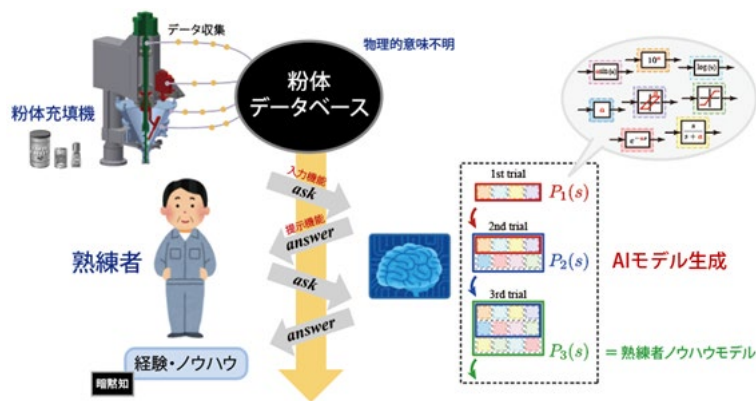 データ収集
物理的意味不明
粉体
データベース
粉体充填機
10ª
log(s)
a
入力機能
ask
提示機能
answer
ask
answer
熟練者
経験・ノウハウ
暗黙知
1st trial
P₁(s)
2nd trial
P₂(s)
3rd trial
P₃(s)
AIモデル生成
= 熟練者ノウハウモデル